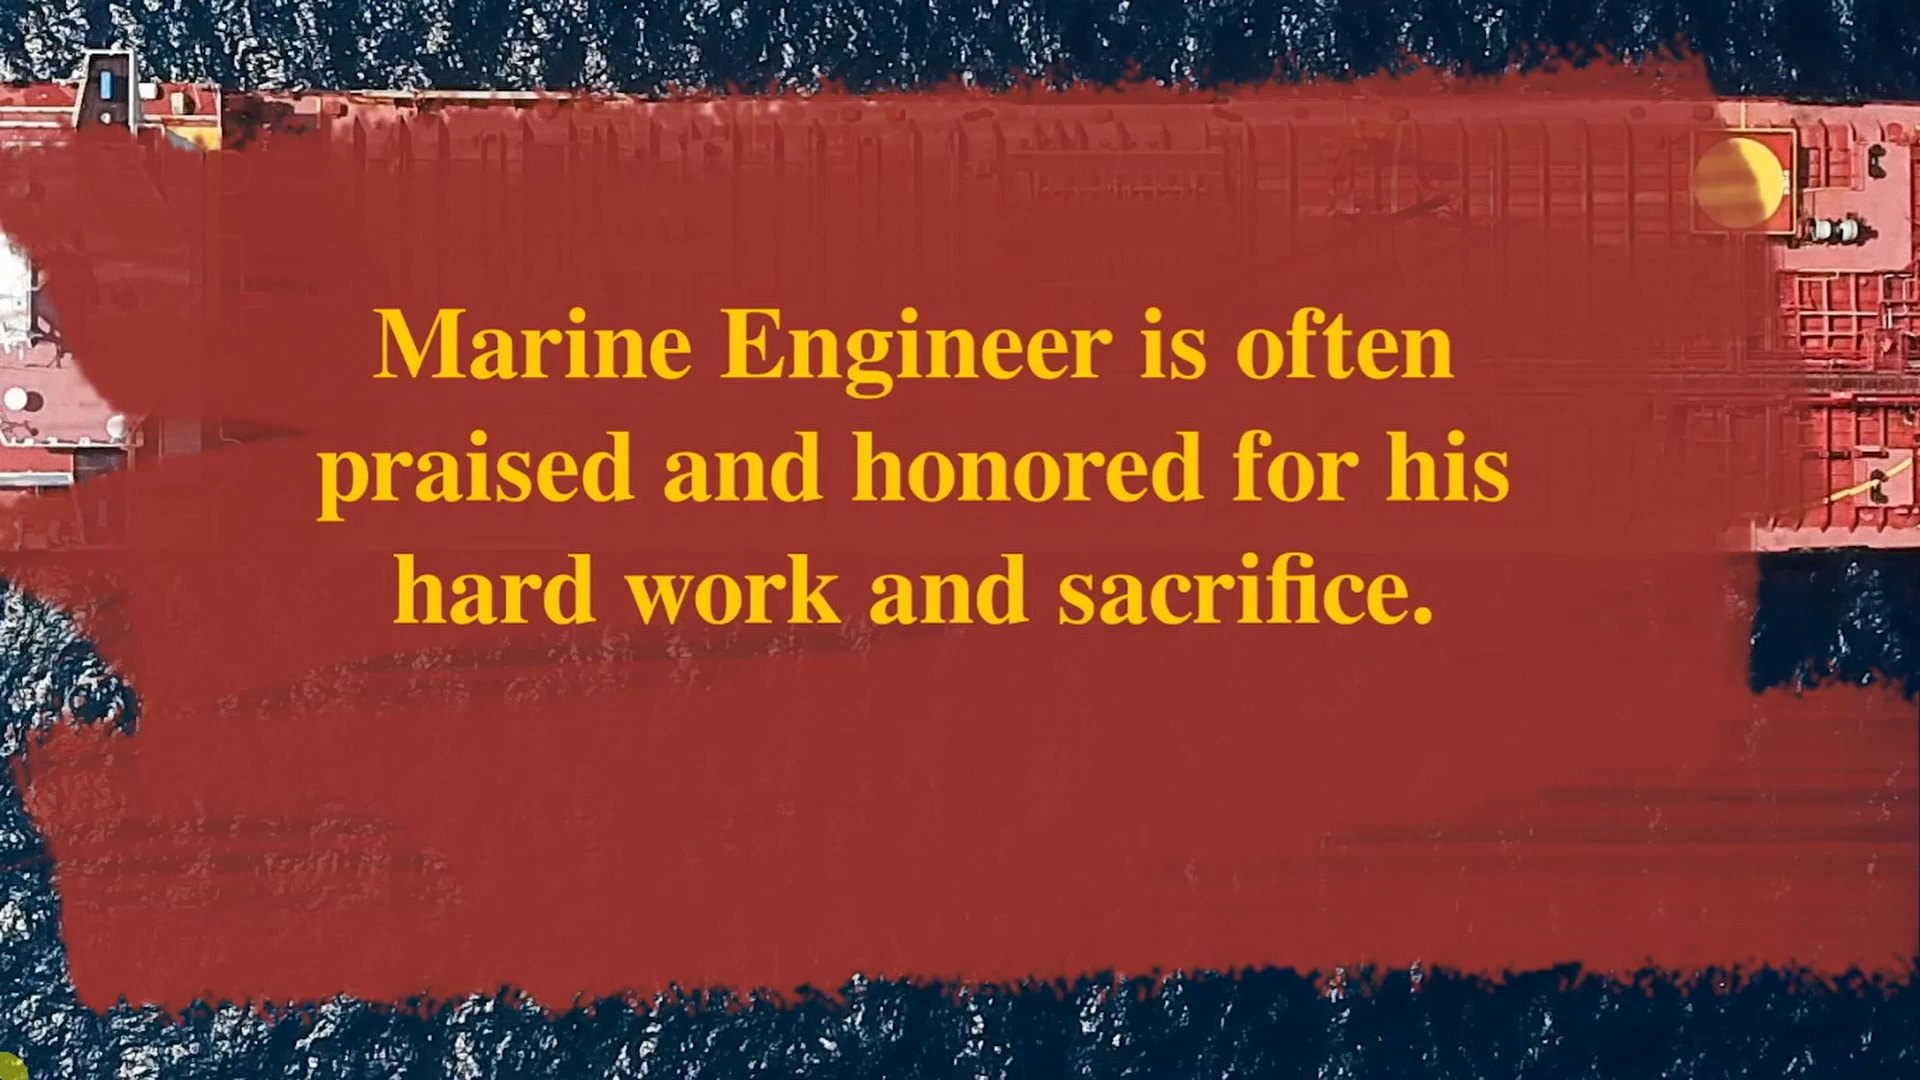 Marine Engineer is often
praised and honored for his
hard work and sacrifice.